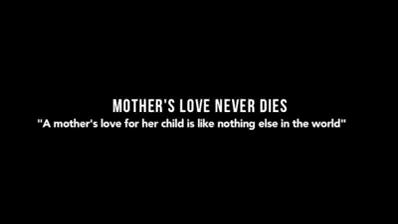 MOTHER'S LOVE NEVER DIES
"A mother's love for her child is like nothing else in the world"